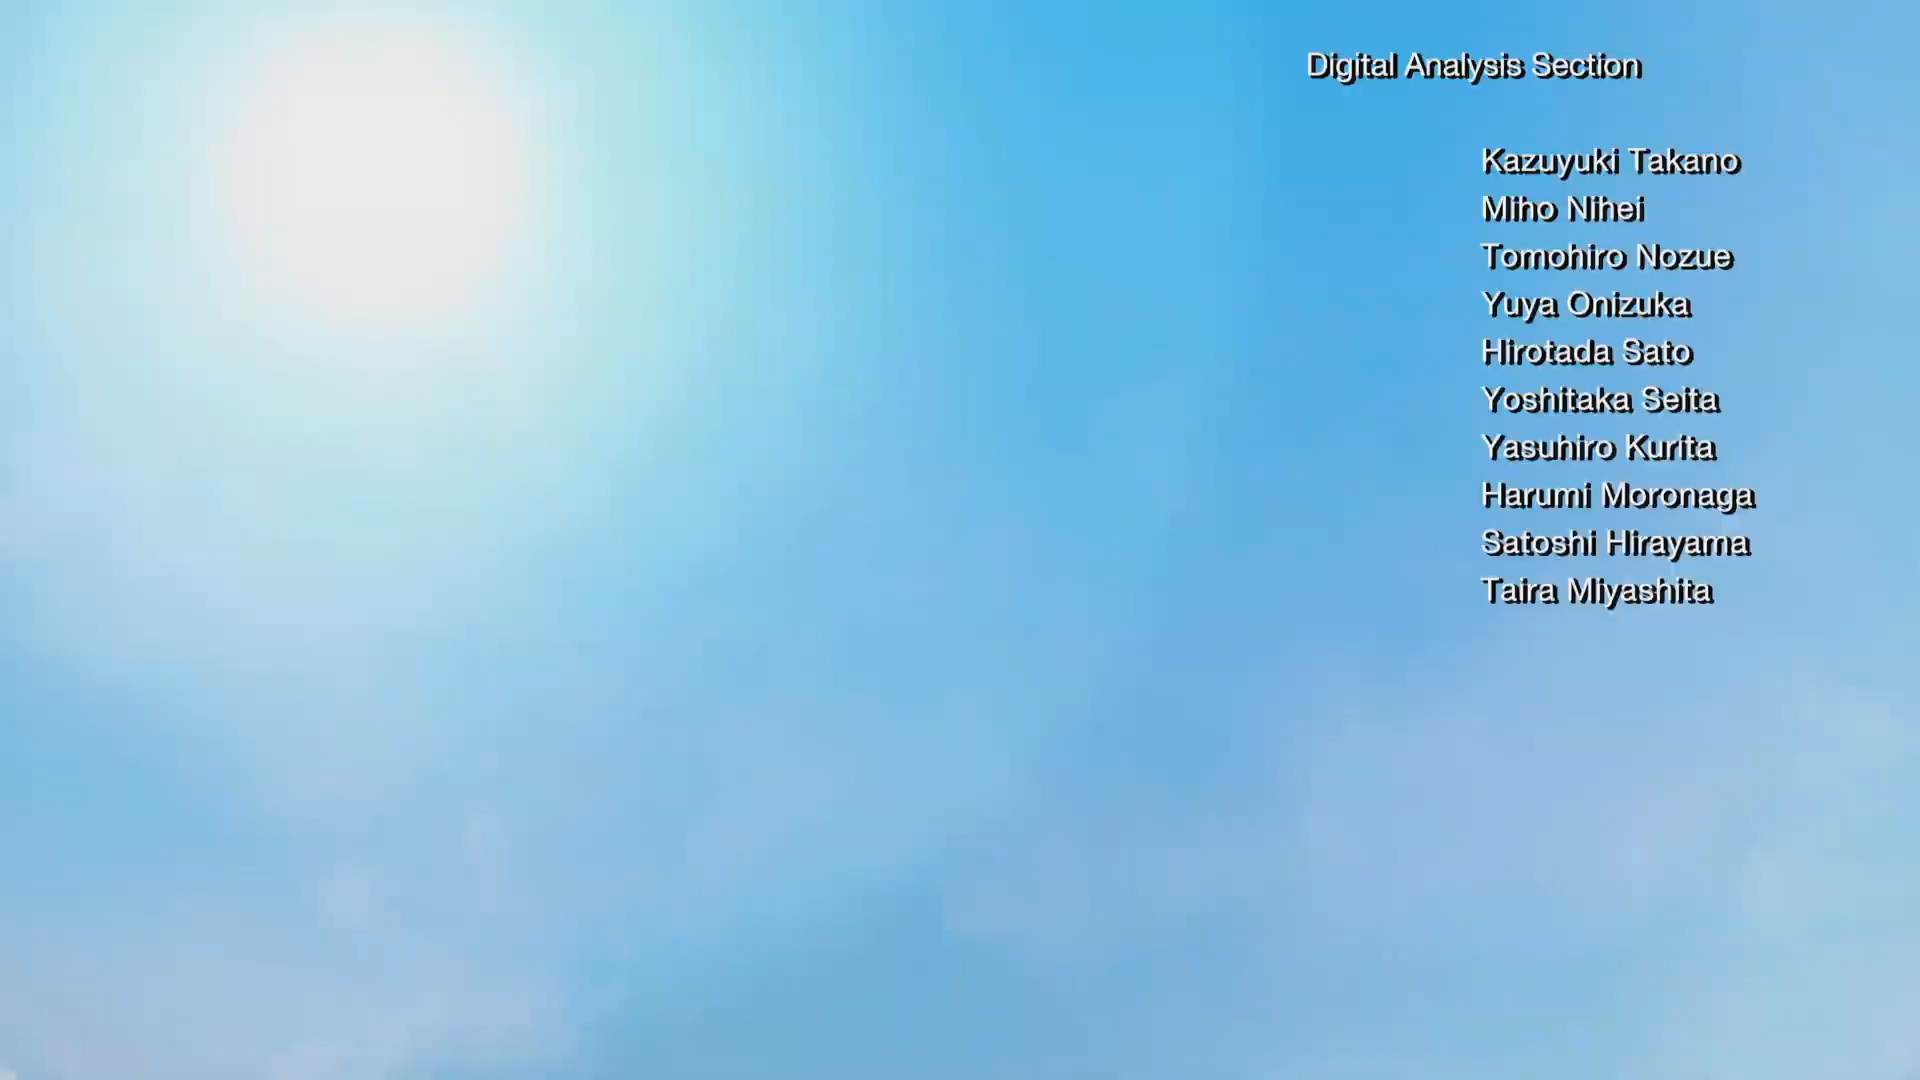 Digital Analysis Section
Kazuyuki Takano
Miho Nihei
Tomohiro Nozue
Yuya Onizuka
Hirotada Sato
Yoshitaka Seita
Yasuhiro Kurita
Harumi Moronaga
Satoshi Hirayama
Taira Miyashita